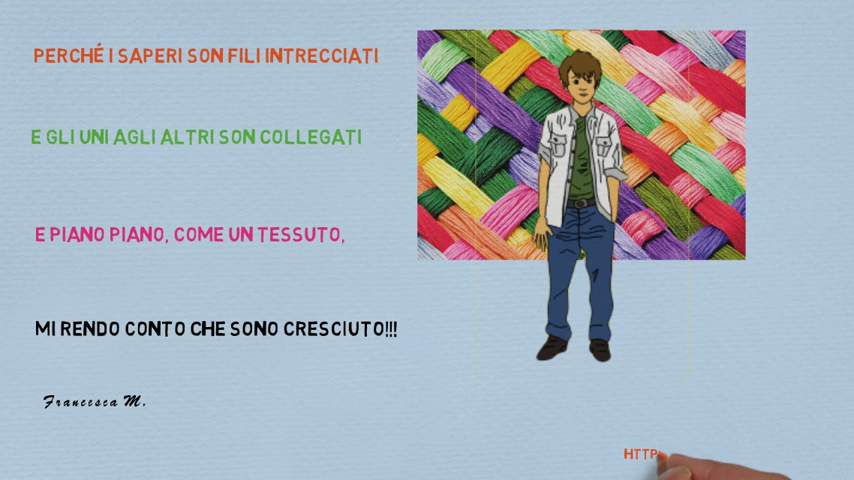 PERCHÉ I SAPERI SON FILI INTRECCIATI
E GLI UNI AGLI ALTRI SON COLLEGATI
E PIANO PIANO, COME UN TESSUTO,
MI RENDO CONTO CHE SONO CRESCIUTO!!!
Francesca M.
HTTP